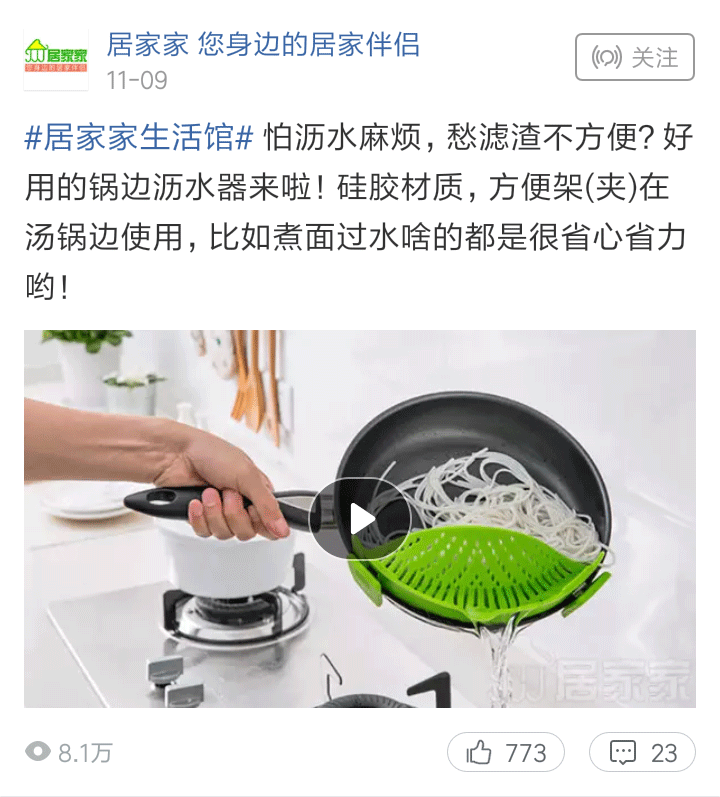 居家家
您身边的居家伴侣
居家家 您身边的居家伴侣
11-09
关注
#居家家生活馆# 怕沥水麻烦，愁滤渣不方便？好
用的锅边沥水器来啦！硅胶材质，方便架(夹)在
汤锅边使用，比如煮面过水啥的都是很省心省力
哟！
居家家
8.1万
773
23